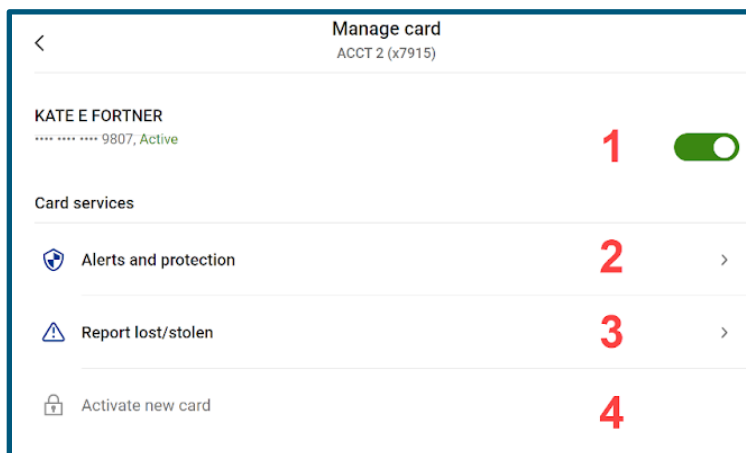 Manage card
ACCT 2 (x7915)
KATE E FORTNER
•••• •••• •••• 9807, Active
1
Card services
Alerts and protection
2
Report lost/stolen
3
Activate new card
4